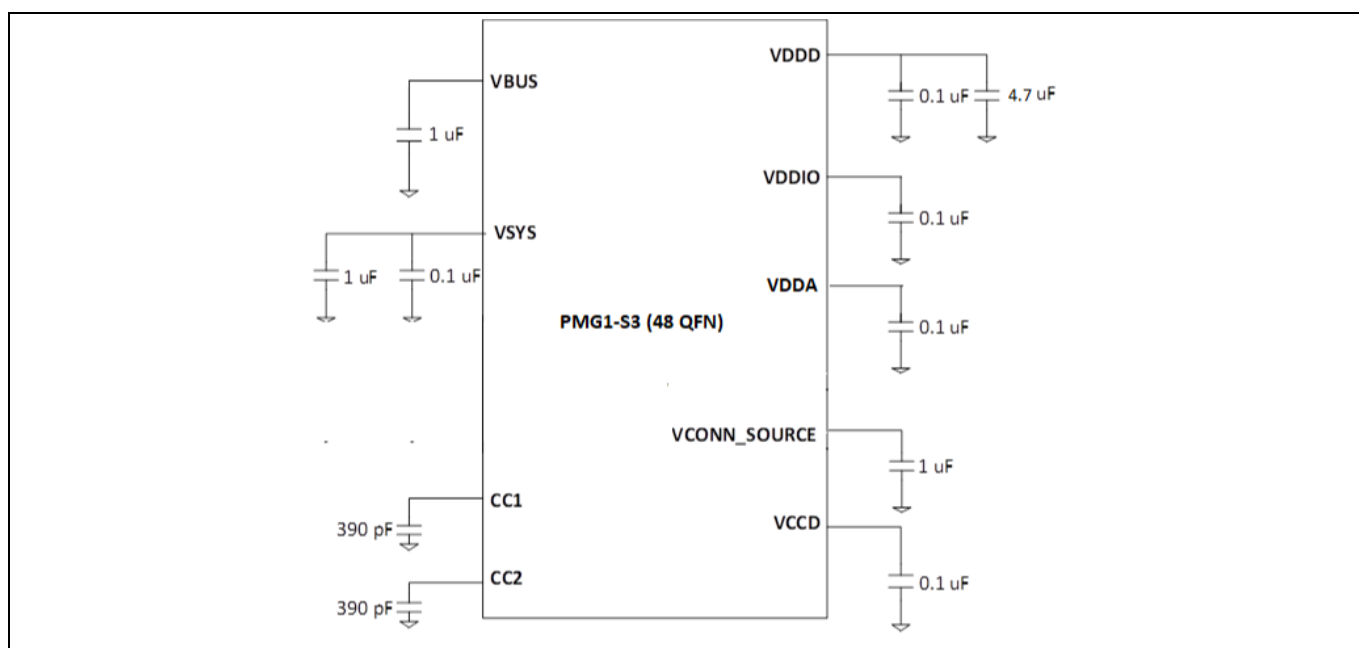 VBUS
1 uF
VSYS
1 uF
0.1 uF
CC1
390 pF
CC2
390 pF
PMG1-S3 (48 QFN)
VDDD
0.1 uF
4.7 uF
VDDIO
0.1 uF
VDDA
0.1 uF
VCONN_SOURCE
1 uF
VCCD
0.1 uF